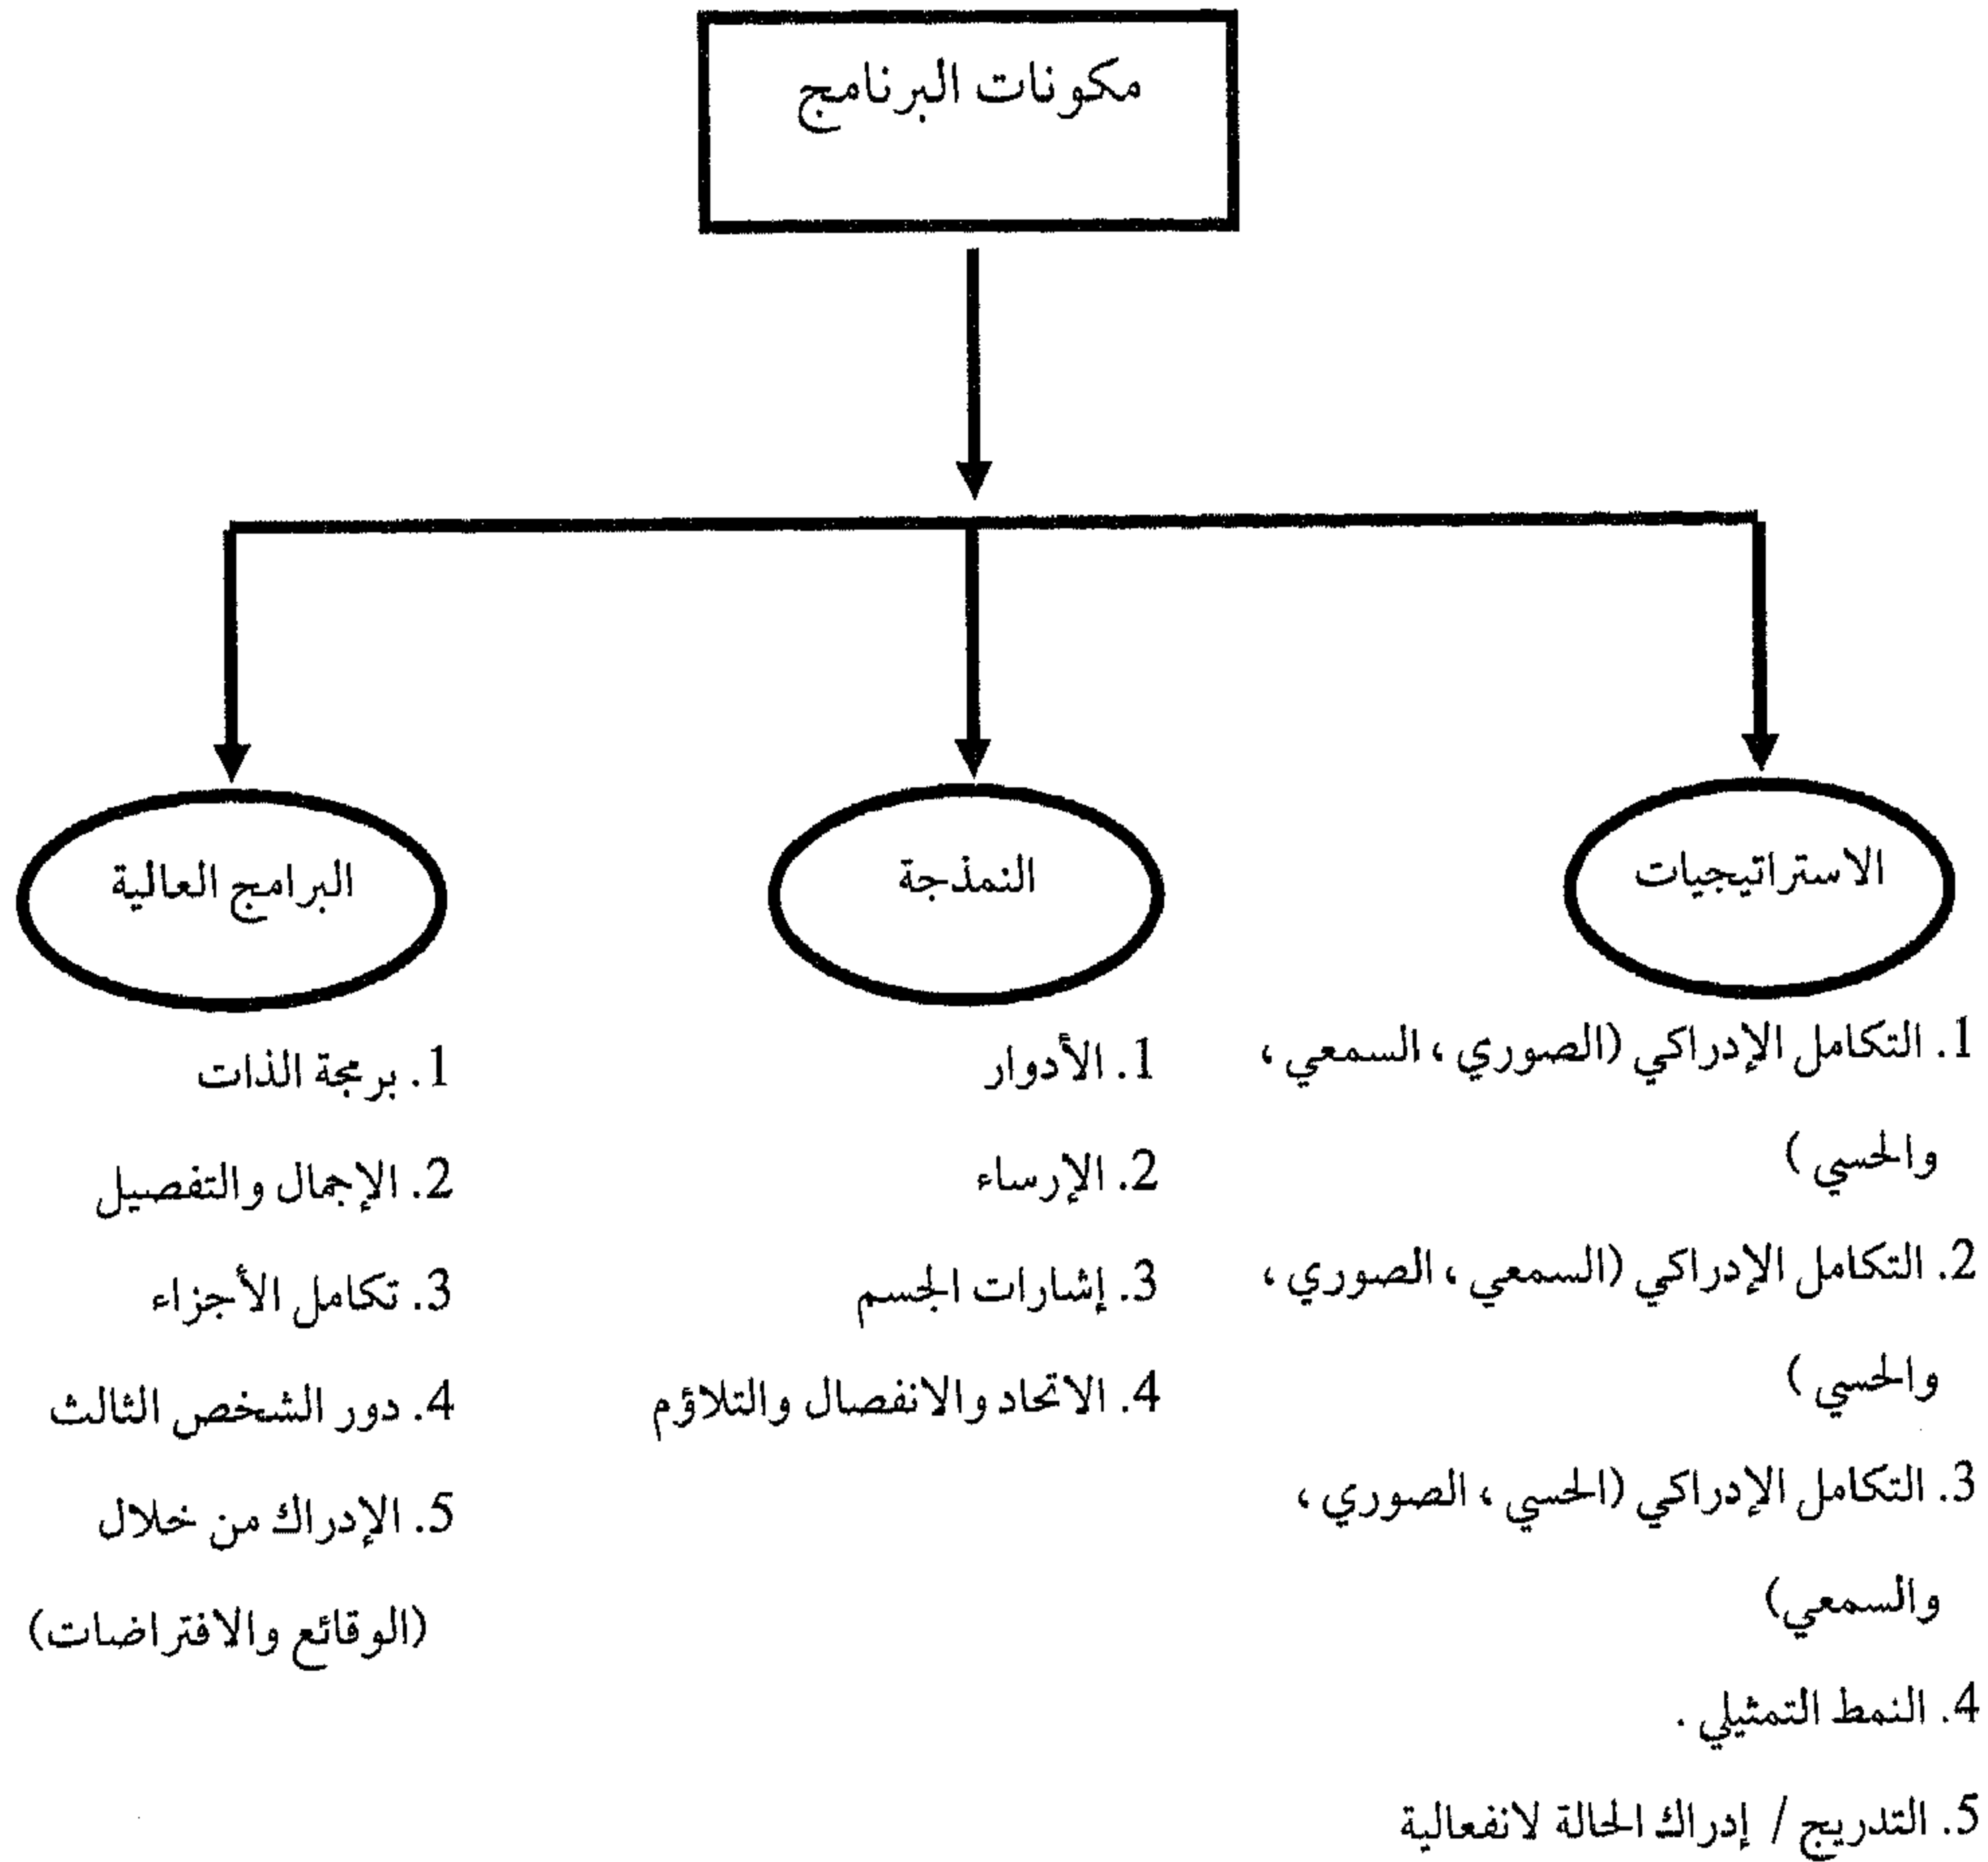 مكونات البرنامج
الاستراتيجيات
1. التكامل الإدراكي (الصوري ، السمعي ،
والحسي )
2. التكامل الإدراكي (السمعي ، الصوري ،
والحسي )
3. التكامل الإدراكي (الحسي ، الصوري ،
والسمعي)
4. النمط التمثيلي .
5. التدريج / إدراك الحالة لانفعالية
النمذجة
1. الأدوار
2. الإرساء
3. إشارات الجسم
4. الاتحاد والانفصال والتلاؤم
البرامج العالية
1. برمجة الذات
2. الإجمال والتفصيل
3. تكامل الأجزاء
4. دور الشخص الثالث
5. الإدراك من خلال
(الوقائع والافتراضات)